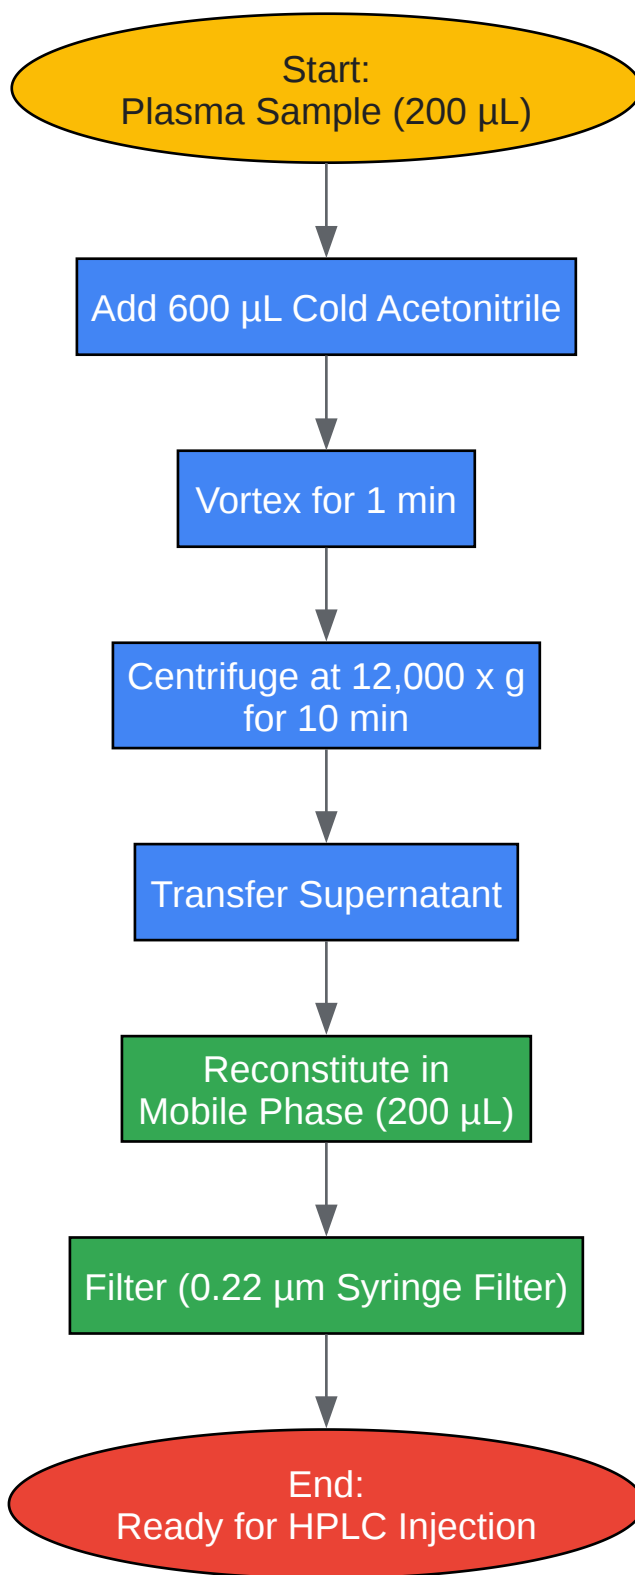 Start:
Plasma Sample (200 µL)
Add 600 µL Cold Acetonitrile
Vortex for 1 min
Centrifuge at 12,000 x g
for 10 min
Transfer Supernatant
Reconstitute in
Mobile Phase (200 µL)
Filter (0.22 µm Syringe Filter)
End:
Ready for HPLC Injection